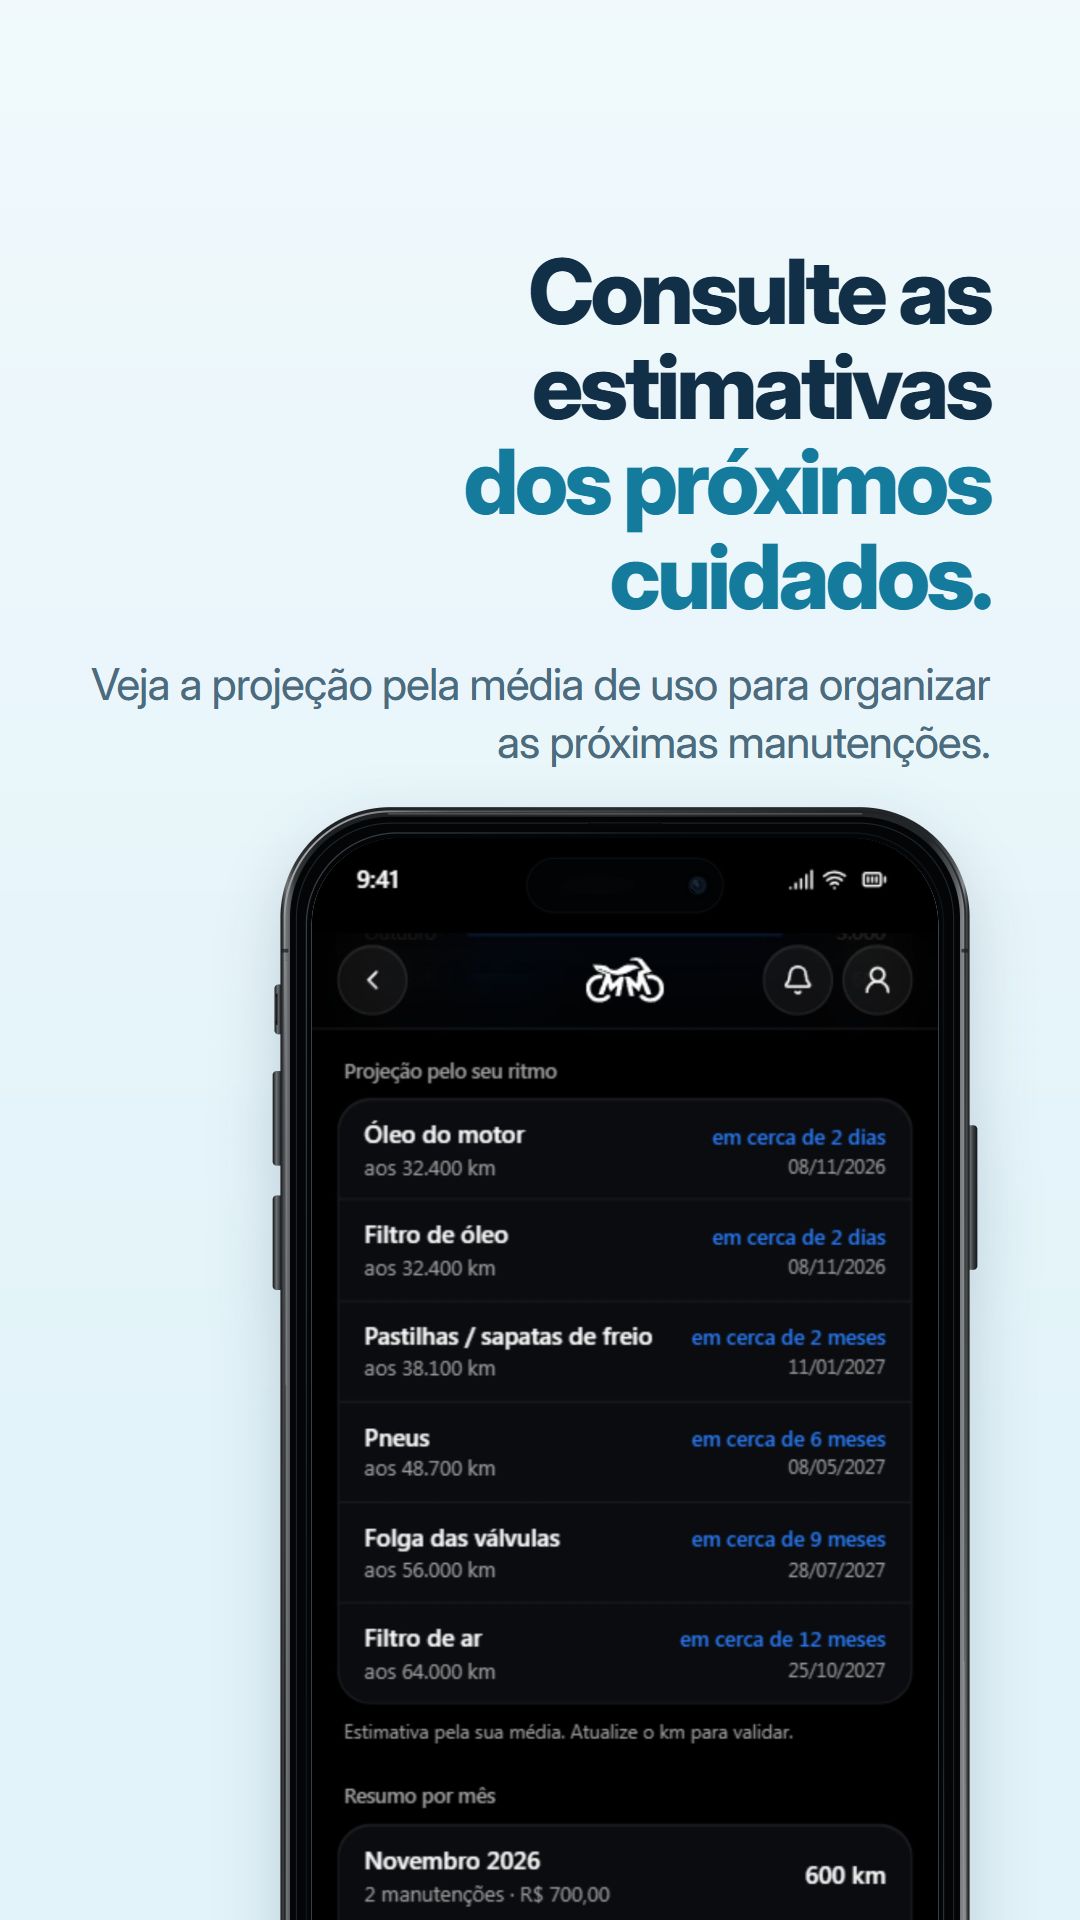 Consulte as
estimativas
dos próximos
cuidados.
Veja a projeção pela média de uso para organizar
as próximas manutenções.
9:41
Outubro 3.000
MM
Projeção pelo seu ritmo
Óleo do motor em cerca de 2 dias
aos 32.400 km 08/11/2026
Filtro de óleo em cerca de 2 dias
aos 32.400 km 08/11/2026
Pastilhas / sapatas de freio em cerca de 2 meses
aos 38.100 km 11/01/2027
Pneus em cerca de 6 meses
aos 48.700 km 08/05/2027
Folga das válvulas em cerca de 9 meses
aos 56.000 km 28/07/2027
Filtro de ar em cerca de 12 meses
aos 64.000 km 25/10/2027
Estimativa pela sua média. Atualize o km para validar.
Resumo por mês
Novembro 2026 600 km
2 manutenções · R$ 700,00